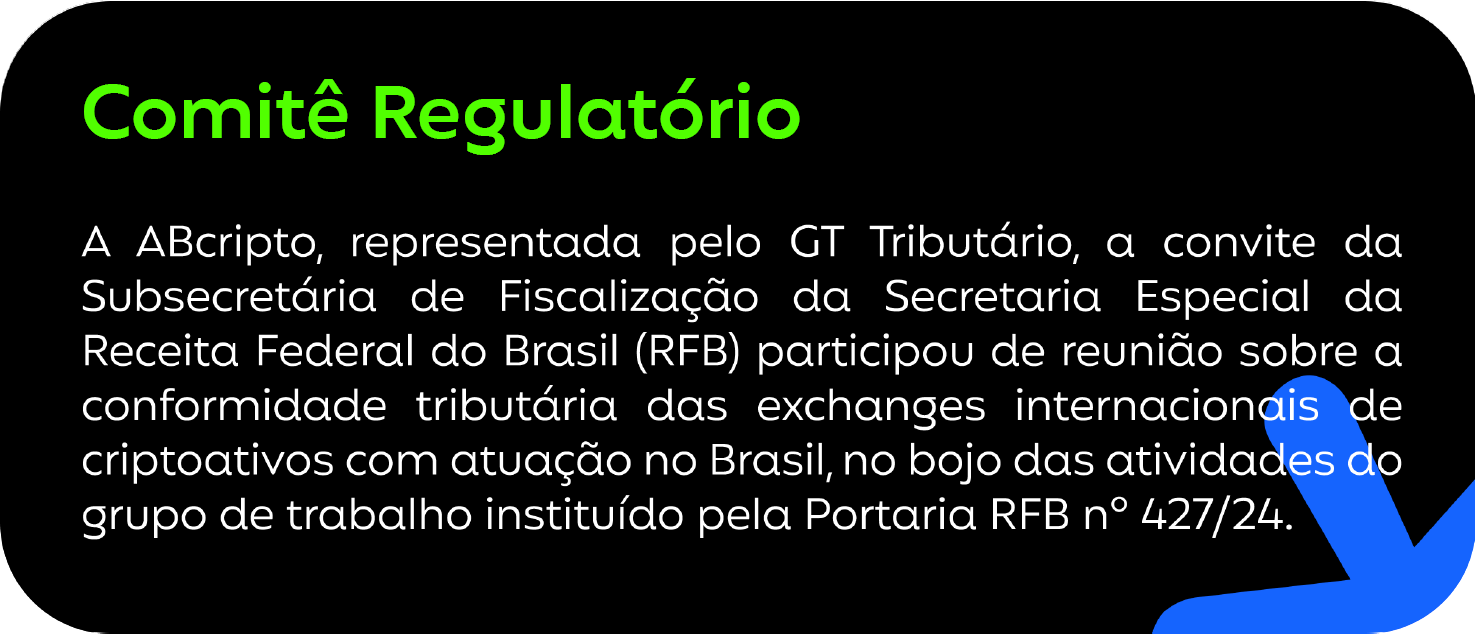 Comitê Regulatório
A ABcripto, representada pelo GT Tributário, a convite da
Subsecretária de Fiscalização da Secretaria Especial da
Receita Federal do Brasil (RFB) participou de reunião sobre a
conformidade tributária das exchanges internacionais de
criptoativos com atuação no Brasil, no bojo das atividades do
grupo de trabalho instituído pela Portaria RFB nº 427/24.